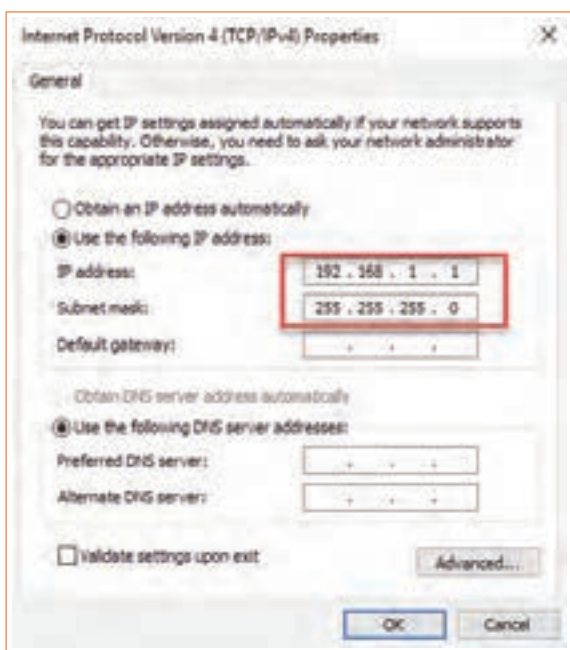 Internet Protocol Version 4 (TCP/IPv4) Properties
General
You can get IP settings assigned automatically if your network supports
this capability. Otherwise, you need to ask your network administrator
for the appropriate IP settings.
Obtain an IP address automatically
Use the following IP address:
IP address: 192 . 168 . 1 . 1
Subnet mask: 255 . 255 . 255 . 0
Default gateway: . . .
Obtain DNS server address automatically
Use the following DNS server addresses:
Preferred DNS server: . . .
Alternate DNS server: . . .
Validate settings upon exit
Advanced...
OK Cancel